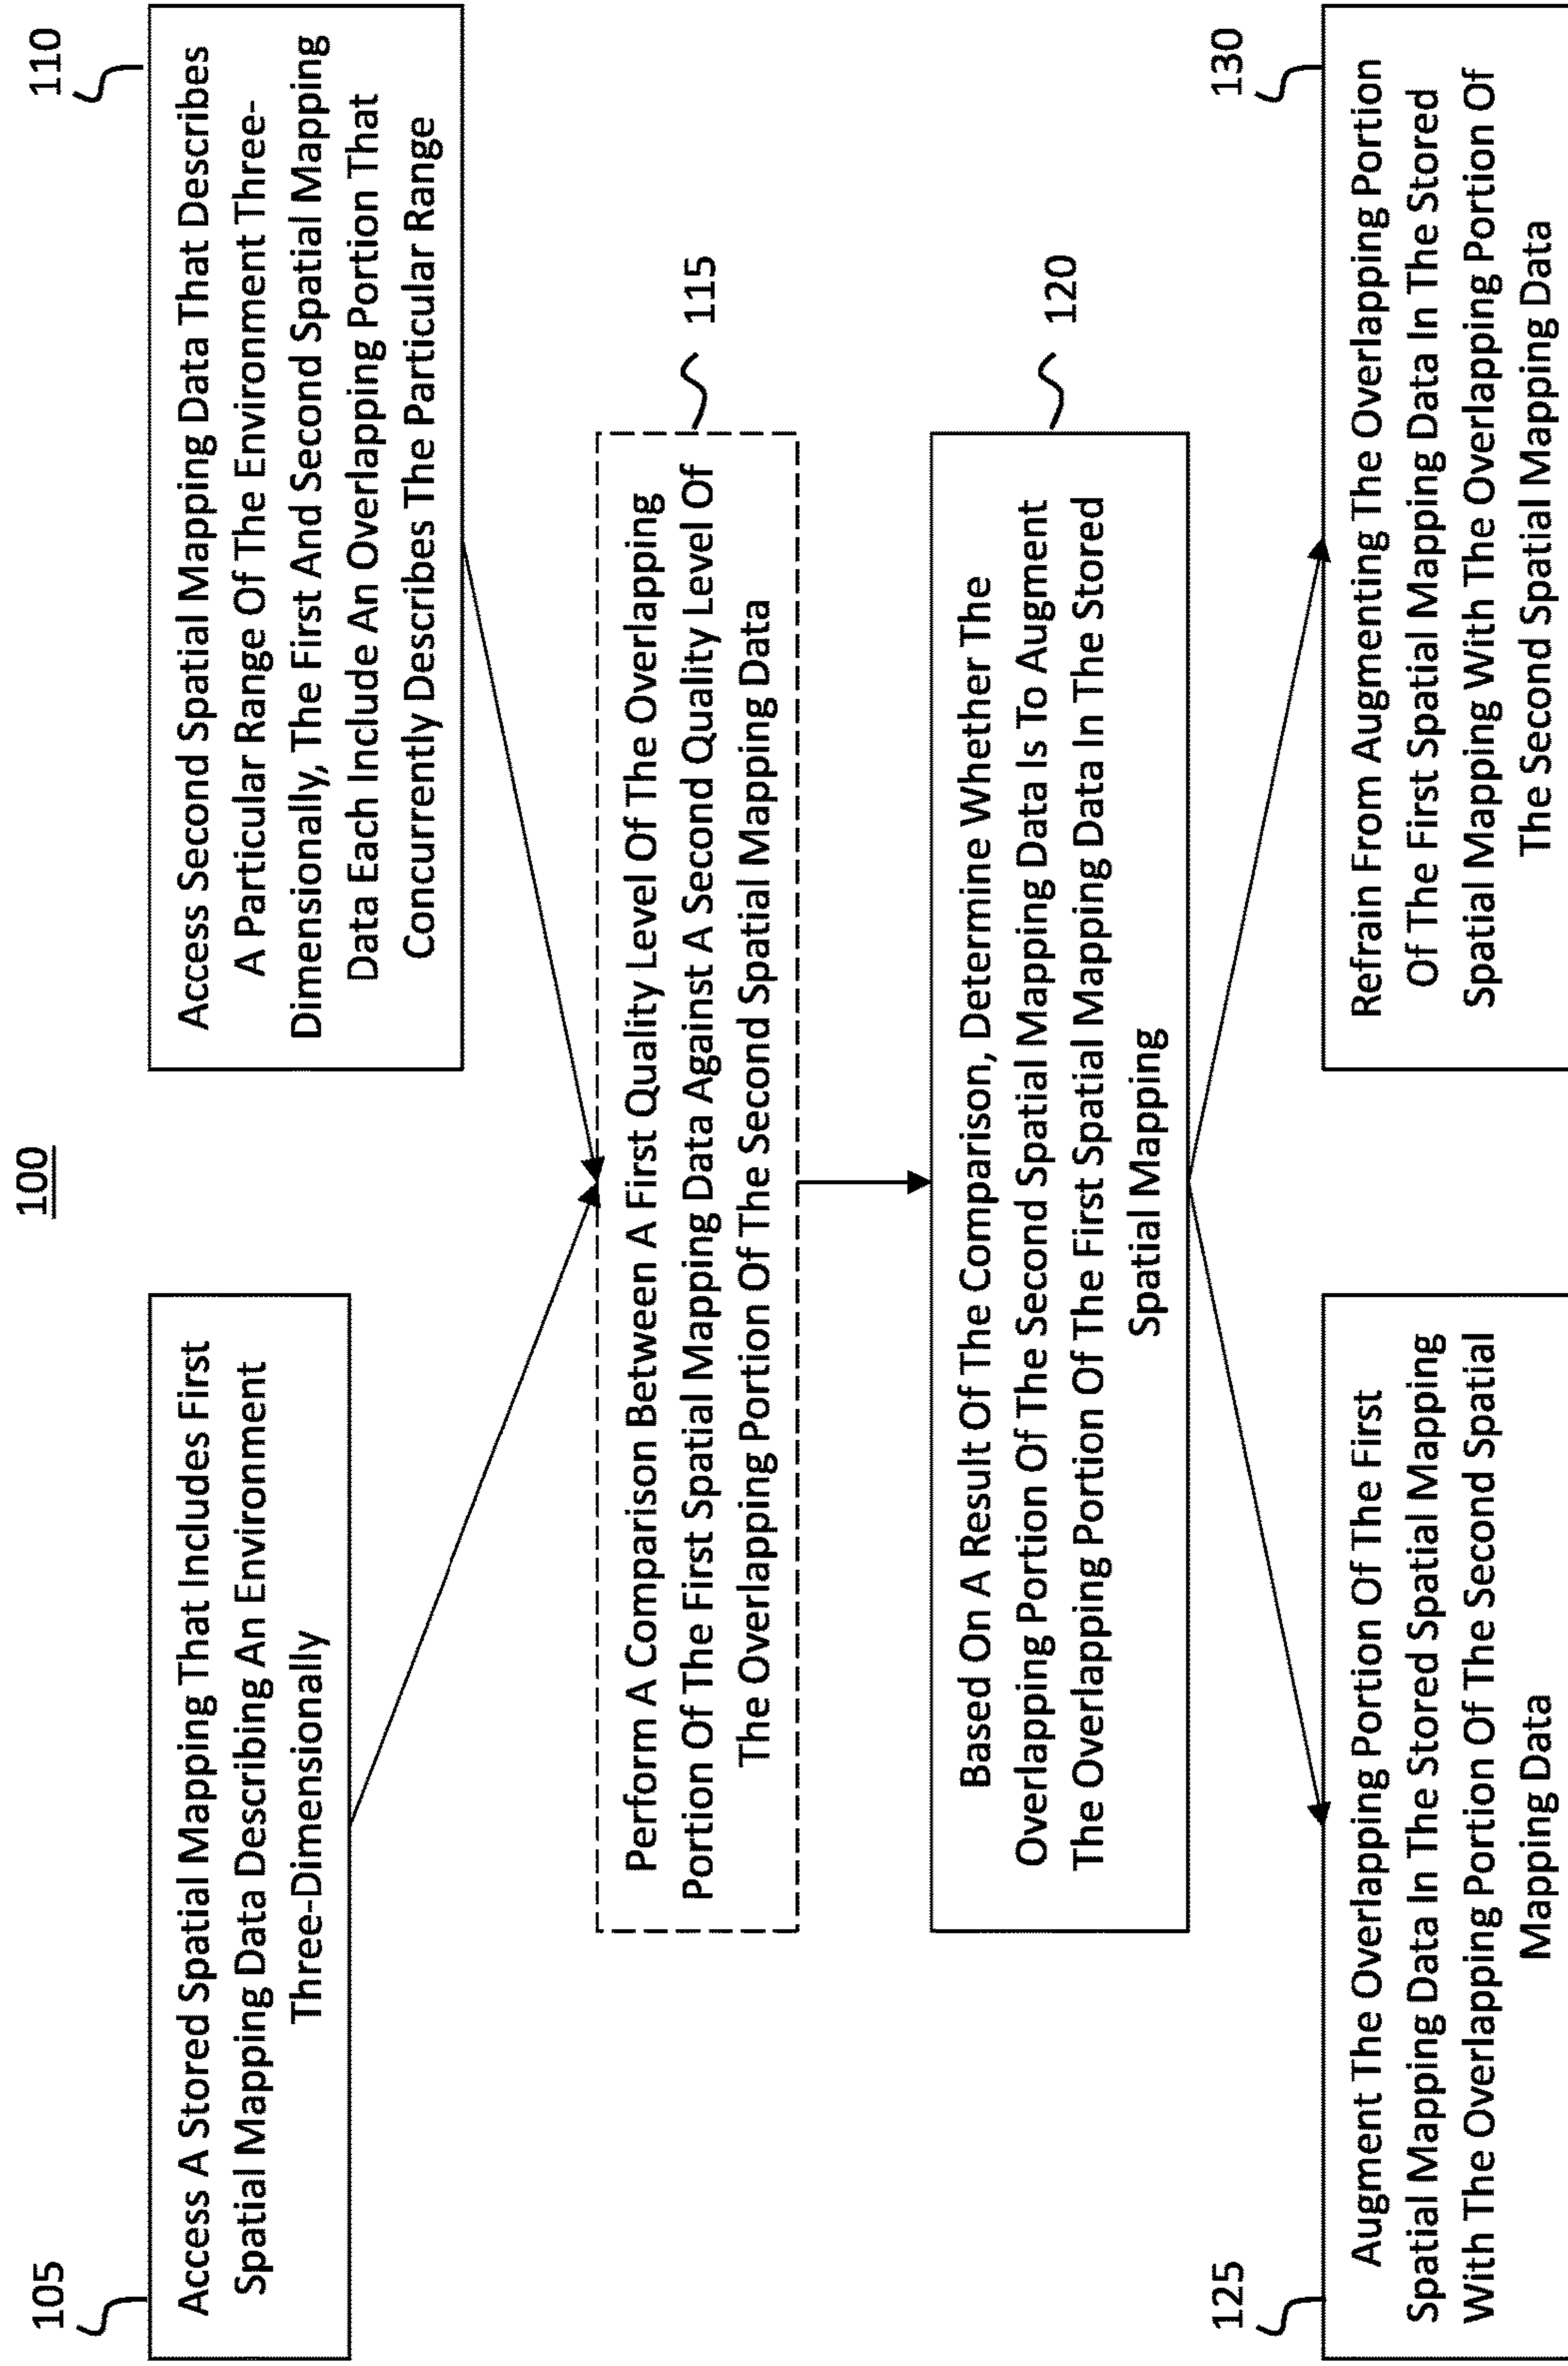 100
105
Access A Stored Spatial Mapping That Includes First
Spatial Mapping Data Describing An Environment
Three-Dimensionally
110
Access Second Spatial Mapping Data That Describes
A Particular Range Of The Environment Three-
Dimensionally, The First And Second Spatial Mapping
Data Each Include An Overlapping Portion That
Concurrently Describes The Particular Range
115
Perform A Comparison Between A First Quality Level Of The Overlapping
Portion Of The First Spatial Mapping Data Against A Second Quality Level Of
The Overlapping Portion Of The Second Spatial Mapping Data
120
Based On A Result Of The Comparison, Determine Whether The
Overlapping Portion Of The Second Spatial Mapping Data Is To Augment
The Overlapping Portion Of The First Spatial Mapping Data In The Stored
Spatial Mapping
125
Augment The Overlapping Portion Of The First
Spatial Mapping Data In The Stored Spatial Mapping
With The Overlapping Portion Of The Second Spatial
Mapping Data
130
Refrain From Augmenting The Overlapping Portion
Of The First Spatial Mapping Data In The Stored
Spatial Mapping With The Overlapping Portion Of
The Second Spatial Mapping Data